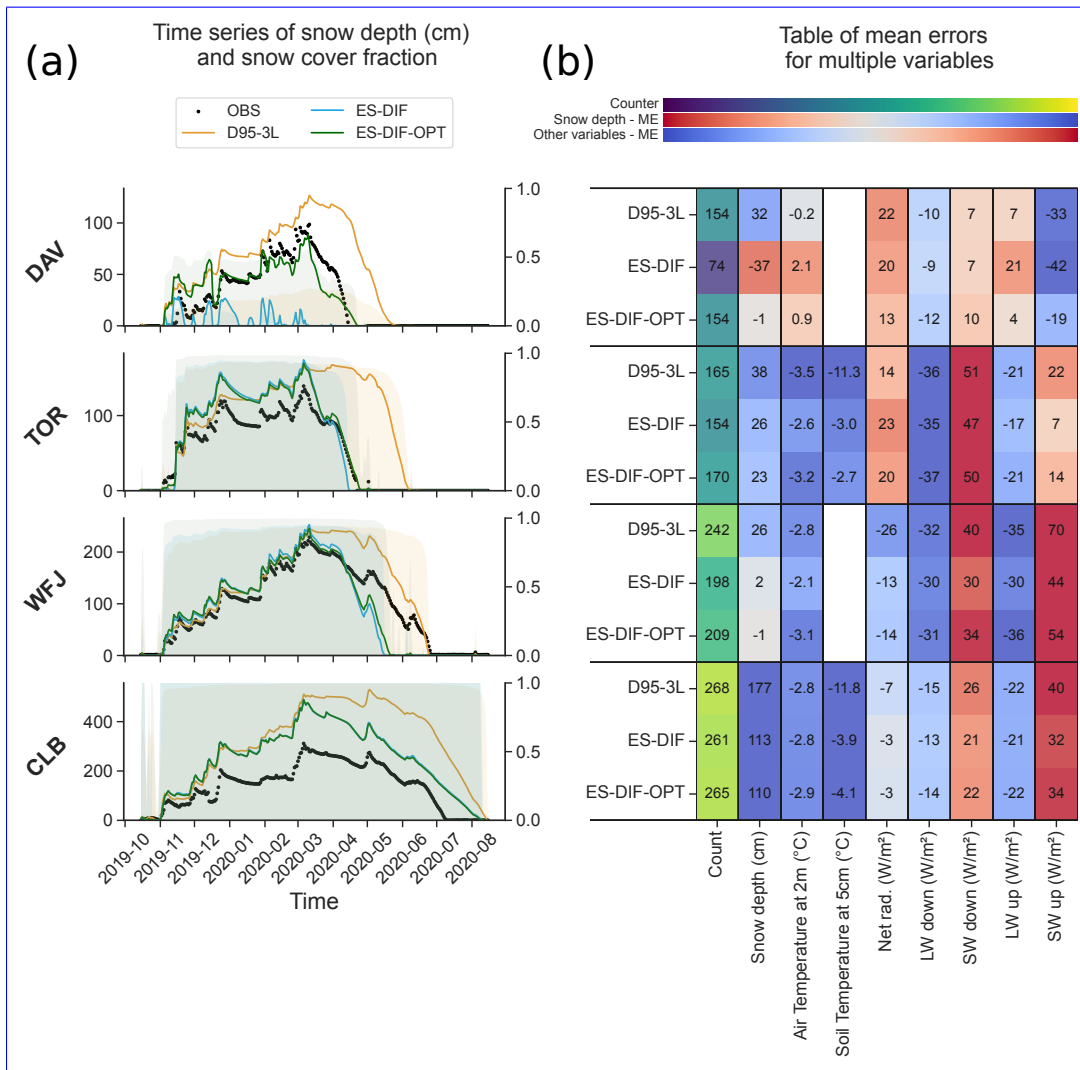 (a)
Time series of snow depth (cm)
and snow cover fraction
OBS
D95-3L
ES-DIF
ES-DIF-OPT
DAV
100
50
0
1.0
0.5
0.0
TOR
100
0
1.0
0.5
0.0
WFJ
200
100
0
1.0
0.5
0.0
CLB
400
200
0
1.0
0.5
0.0
2019-10
2019-11
2019-12
2020-01
2020-02
2020-03
2020-04
2020-05
2020-06
2020-07
2020-08
Time
(b)
Table of mean errors
for multiple variables
Counter
Snow depth - ME
Other variables - ME
D95-3L 154 32 -0.2 22 -10 7 7 -33
ES-DIF 74 -37 2.1 20 -9 7 21 -42
ES-DIF-OPT 154 -1 0.9 13 -12 10 4 -19
D95-3L 165 38 -3.5 -11.3 14 -36 51 -21 22
ES-DIF 154 26 -2.6 -3.0 23 -35 47 -17 7
ES-DIF-OPT 170 23 -3.2 -2.7 20 -37 50 -21 14
D95-3L 242 26 -2.8 -26 -32 40 -35 70
ES-DIF 198 2 -2.1 -13 -30 30 -30 44
ES-DIF-OPT 209 -1 -3.1 -14 -31 34 -36 54
D95-3L 268 177 -2.8 -11.8 -7 -15 26 -22 40
ES-DIF 261 113 -2.8 -3.9 -3 -13 21 -21 32
ES-DIF-OPT 265 110 -2.9 -4.1 -3 -14 22 -22 34
Count
Snow depth (cm)
Air Temperature at 2m (°C)
Soil Temperature at 5cm (°C)
Net rad. (W/m²)
LW down (W/m²)
SW down (W/m²)
LW up (W/m²)
SW up (W/m²)